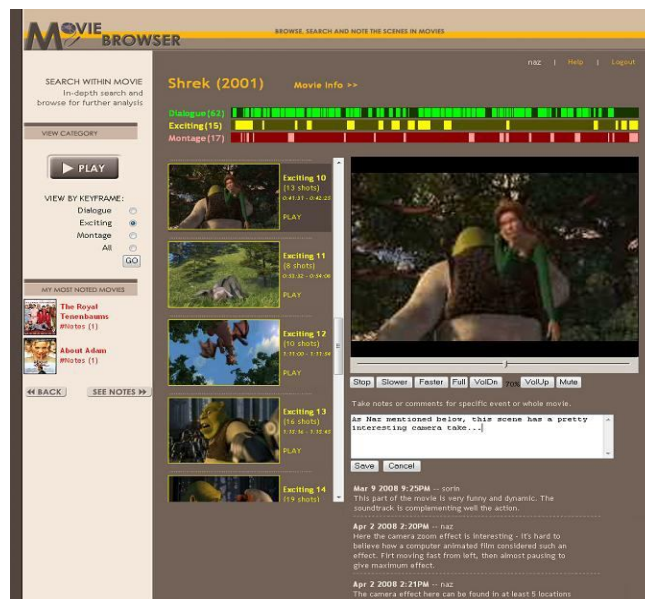 MOVIE BROWSER
BROWSE, SEARCH AND NOTE THE SCENES IN MOVIES
naz | Help | Logout
SEARCH WITHIN MOVIE
In-depth search and
browse for further analysis
VIEW CATEGORY
PLAY
VIEW BY KEYFRAME:
Dialogue
Exciting
Montage
All
GO
MY MOST NOTED MOVIES
The Royal
Tenenbaums
#Notes (1)
About Adam
#Notes (1)
BACK
SEE NOTES
Shrek (2001)
Movie Info >>
Dialogue(62)
Exciting(15)
Montage(17)
Exciting 10
(13 shots)
PLAY
Exciting 11
(8 shots)
PLAY
Exciting 12
(10 shots)
PLAY
Exciting 13
(16 shots)
PLAY
Exciting 14
(19 shots)
Stop Slower Faster Full VolDn 70% VolUp Mute
Take notes or comments for specific event or whole movie.
As Naz mentioned below, this scene has a pretty
interesting camera take...
Save Cancel
Mar 9 2008 9:25PM -- sorin
This part of the movie is very funny and dynamic. The
soundtrack is complementing well the action.
Apr 2 2008 2:20PM -- naz
Here the camera zoom effect is interesting - it's hard to
believe how a computer animated film considered such an
effect. Firt moving fast from left, then almost pausing to
give maximum effect.
Apr 2 2008 2:21PM -- naz
The camera effect here can be found in at least 5 locations